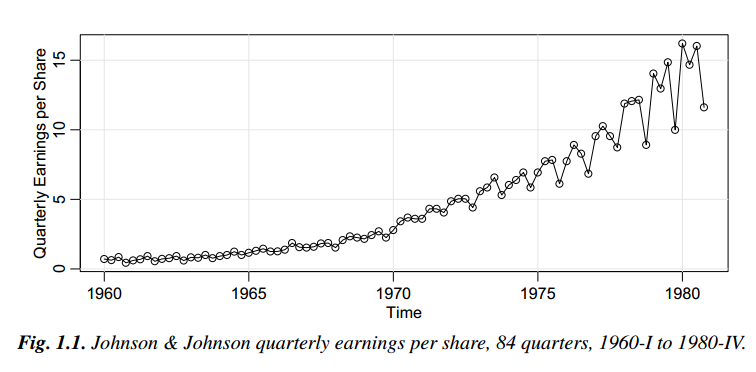 Quarterly Earnings per Share
15
10
5
0
1960 1965 1970 1975 1980
Time
Fig. 1.1. Johnson & Johnson quarterly earnings per share, 84 quarters, 1960-I to 1980-IV.